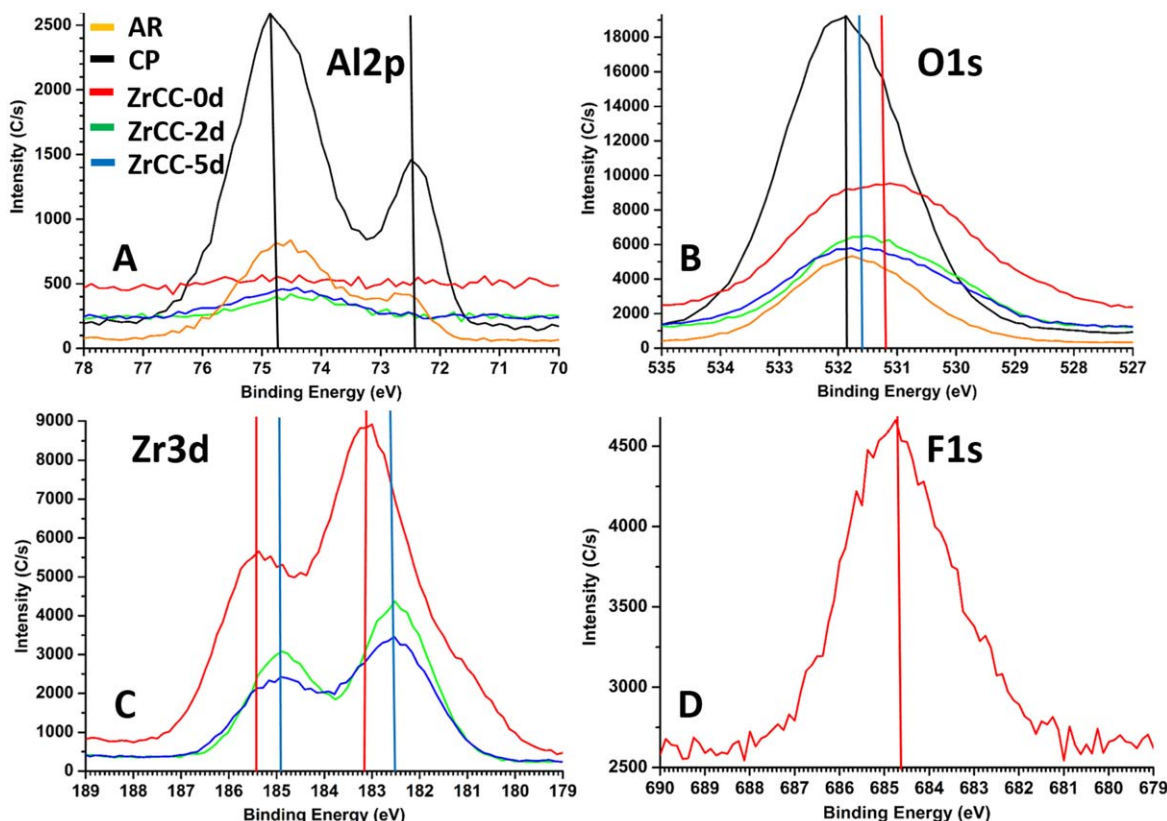 Al2p
AR
CP
ZrCC-0d
ZrCC-2d
ZrCC-5d
A
Intensity (C/s)
2500
2000
1500
1000
500
0
78 77 76 75 74 73 72 71 70
Binding Energy (eV)
O1s
B
Intensity (C/s)
18000
16000
14000
12000
10000
8000
6000
4000
2000
0
535 534 533 532 531 530 529 528 527
Binding Energy (eV)
Zr3d
C
Intensity (C/s)
9000
8000
7000
6000
5000
4000
3000
2000
1000
0
189 188 187 186 185 184 183 182 181 180 179
Binding Energy (eV)
F1s
D
Intensity (C/s)
4500
4000
3500
3000
2500
690 689 688 687 686 685 684 683 682 681 680 679
Binding Energy (eV)